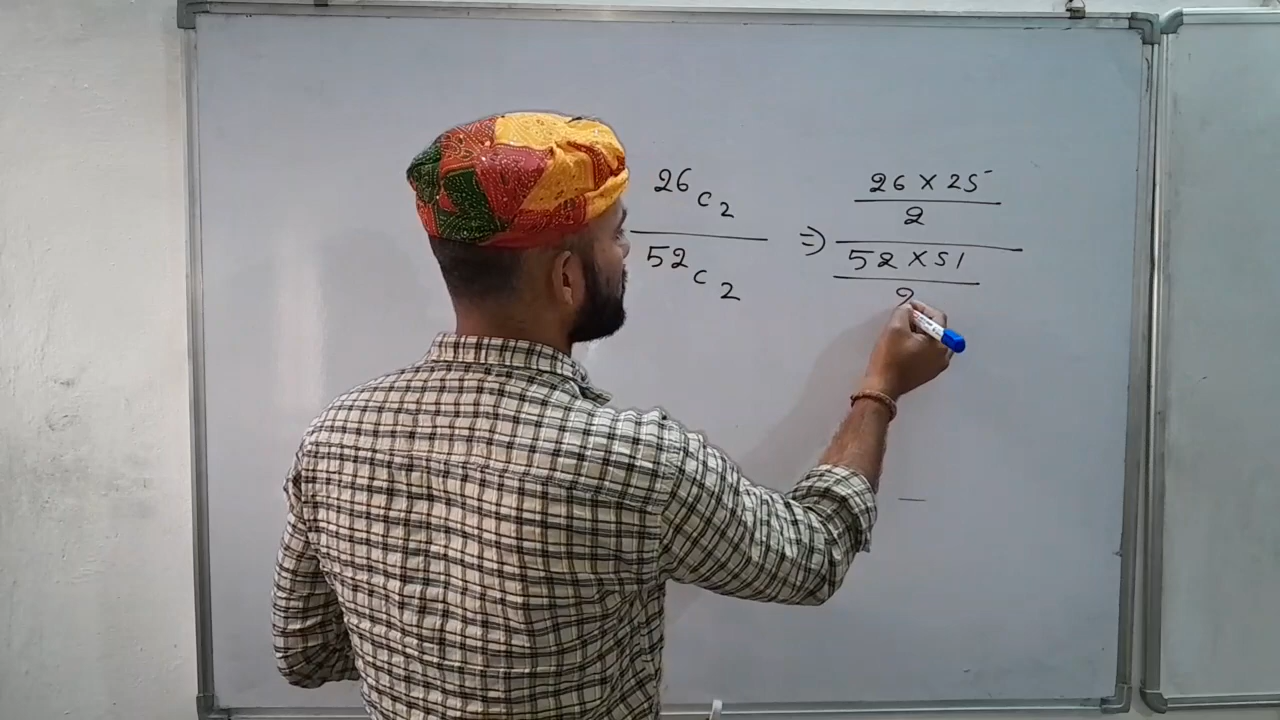 26C2 / 52C2 => (26 × 25 / 2) / (52 × 51 / 2)